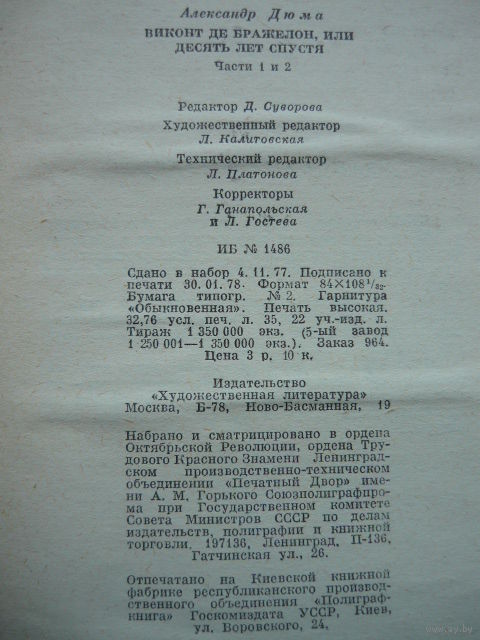 Александр Дюма
ВИКОНТ ДЕ БРАЖЕЛОН, ИЛИ
ДЕСЯТЬ ЛЕТ СПУСТЯ
Части 1 и 2
Редактор Д. Суворова
Художественный редактор
Л. Калитовская
Технический редактор
Л. Платонова
Корректоры
Г. Ганапольская
и Л. Гостева
ИБ № 1486
Сдано в набор 4.11.77. Подписано к
печати 30.01.78. Формат 84×108 1/32.
Бумага типогр. № 2. Гарнитура
«Обыкновенная». Печать высокая.
32,76 усл. печ. л. 35, 22 уч.-изд. л.
Тираж 1 350 000 экз. (5-ый завод
1 250 001—1 350 000 экз.). Заказ 964.
Цена 3 р. 10 к.
Издательство
«Художественная литература»
Москва, Б-78, Ново-Басманная, 19
Набрано и сматрицировано в ордена
Октябрьской Революции, ордена Тру-
дового Красного Знамени Ленинград-
ском производственно-техническом
объединении «Печатный Двор» име-
ни А. М. Горького Союзполиграфпро-
ма при Государственном комитете
Совета Министров СССР по делам
издательств, полиграфии и книжной
торговли. 197136, Ленинград, П-136,
Гатчинская ул., 26.
Отпечатано на Киевской книжной
фабрике республиканского производ-
ственного объединения «Полиграф-
книга» Госкомиздата УССР, Киев,
ул. Воровского, 24.
www.ay.by